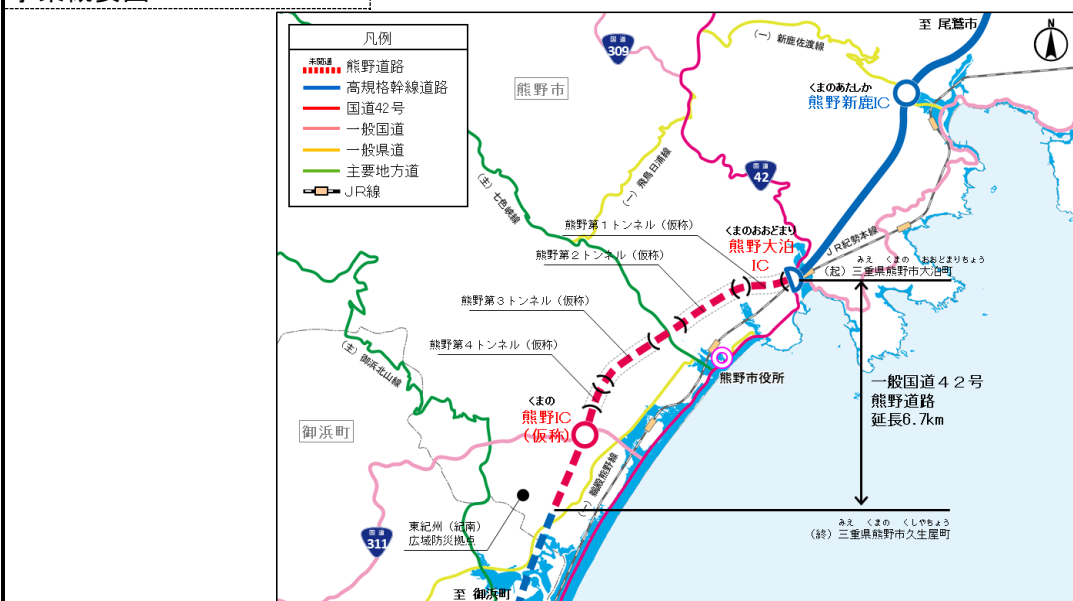 凡例
未開通
熊野道路
高規格幹線道路
国道42号
一般国道
一般県道
主要地方道
JR線
国道
309
(一)新鹿佐渡線
至 尾鷲市
N
熊野市
くまのあたしか
熊野新鹿IC
国道
42
(一)飛鳥日浦線
(主)七色峡線
熊野第1トンネル(仮称)
くまのおおどまり
熊野大泊
IC
JR紀勢本線
熊野第2トンネル(仮称)
みえ くまの おおどまりちょう
(起)三重県熊野市大泊町
熊野第3トンネル(仮称)
熊野第4トンネル(仮称)
(主)御浜北山線
熊野市役所
一般国道42号
熊野道路
延長6.7km
くまの
熊野IC
(仮称)
御浜町
(一)鵜殿熊野線
東紀州(紀南)
広域防災拠点
国道
311
みえ くまの くしやちょう
(終)三重県熊野市久生屋町
至 御浜町